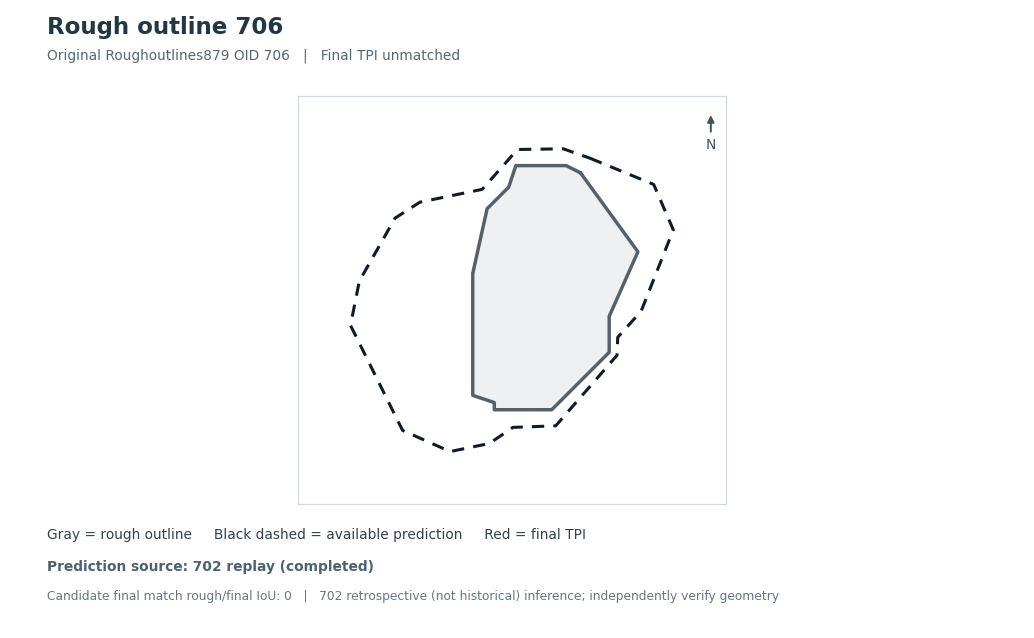 Rough outline 706
Original Roughoutlines879 OID 706   |   Final TPI unmatched
N
Gray = rough outline     Black dashed = available prediction     Red = final TPI
Prediction source: 702 replay (completed)
Candidate final match rough/final IoU: 0   |   702 retrospective (not historical) inference; independently verify geometry